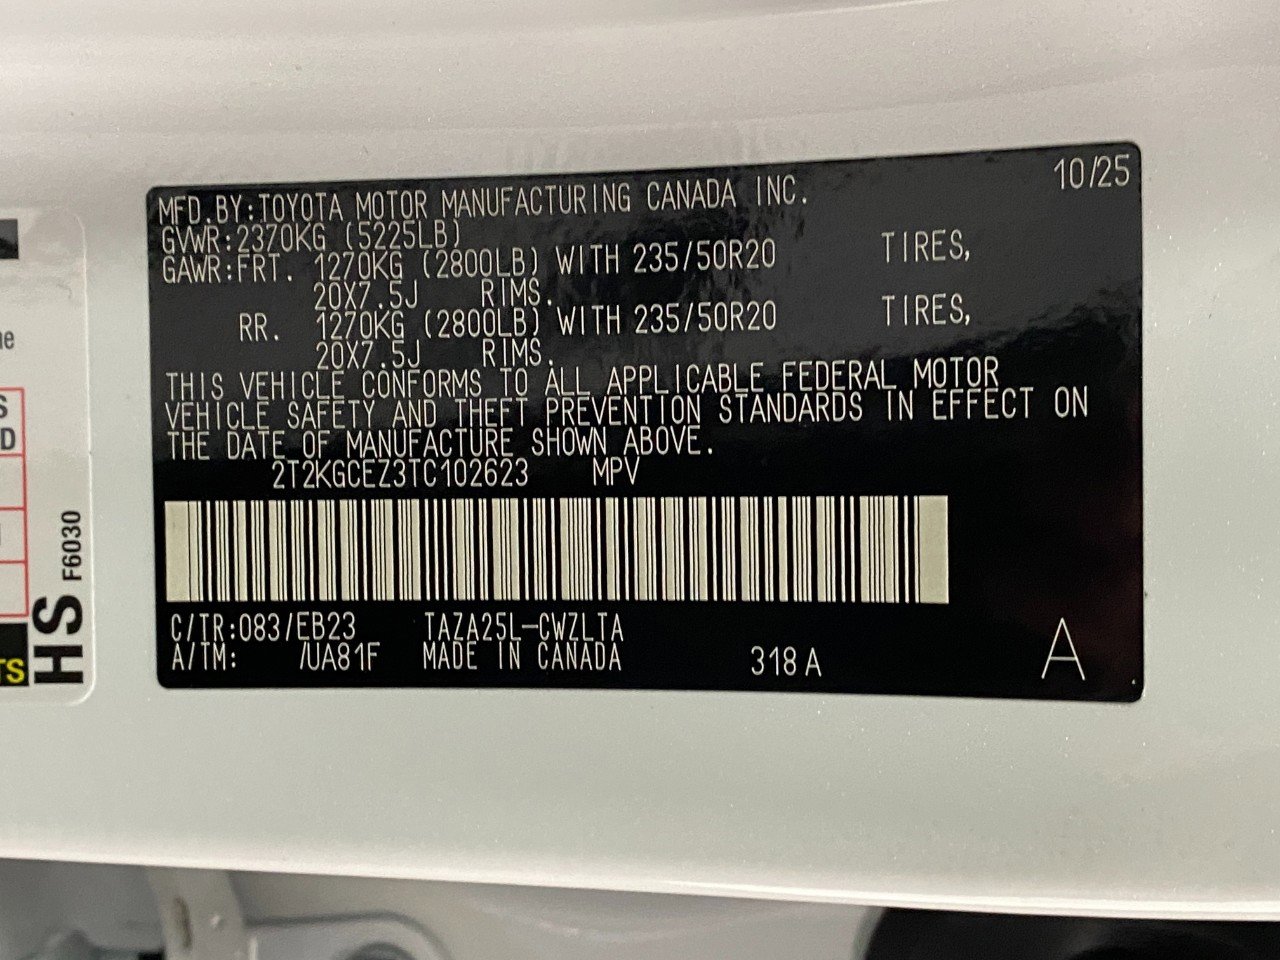 10/25
MFD.BY:TOYOTA MOTOR MANUFACTURING CANADA INC.
GVWR:2370KG (5225LB)
GAWR:FRT. 1270KG (2800LB) WITH 235/50R20 TIRES,
20X7.5J RIMS.
RR. 1270KG (2800LB) WITH 235/50R20 TIRES,
20X7.5J RIMS.
THIS VEHICLE CONFORMS TO ALL APPLICABLE FEDERAL MOTOR
VEHICLE SAFETY AND THEFT PREVENTION STANDARDS IN EFFECT ON
THE DATE OF MANUFACTURE SHOWN ABOVE.
2T2KGCEZ3TC102623 MPV
C/TR:083/EB23 TAZA25L-CWZLTA
A/TM: /UA81F MADE IN CANADA 318A
A
HS F6030